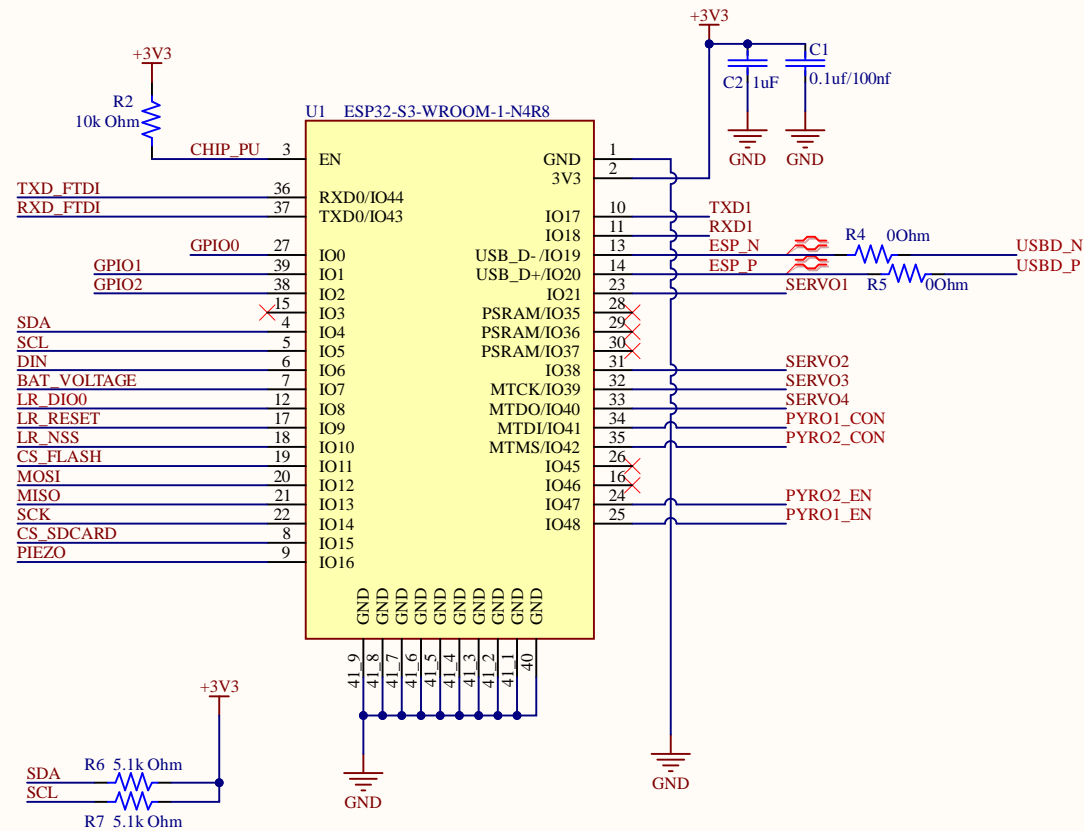 +3V3
+3V3
C1
C2 1uF
0.1uf/100nf
GND
GND
R2
10k Ohm
U1 ESP32-S3-WROOM-1-N4R8
CHIP_PU 3 EN
GND 1
3V3 2
TXD_FTDI 36 RXD0/IO44
RXD_FTDI 37 TXD0/IO43
IO17 10 TXD1
IO18 11 RXD1
GPIO0 27 IO0
USB_D-/IO19 13 ESP_N R4 0Ohm USBD_N
GPIO1 39 IO1
USB_D+/IO20 14 ESP_P R5 0Ohm USBD_P
GPIO2 38 IO2
IO21 23 SERVO1
15 IO3
PSRAM/IO35 28
SDA 4 IO4
PSRAM/IO36 29
SCL 5 IO5
PSRAM/IO37 30
DIN 6 IO6
IO38 31 SERVO2
BAT_VOLTAGE 7 IO7
MTCK/IO39 32 SERVO3
LR_DIO0 12 IO8
MTDO/IO40 33 SERVO4
LR_RESET 17 IO9
MTDI/IO41 34 PYRO1_CON
LR_NSS 18 IO10
MTMS/IO42 35 PYRO2_CON
CS_FLASH 19 IO11
IO45 26
MOSI 20 IO12
IO46 16
MISO 21 IO13
IO47 24 PYRO2_EN
SCK 22 IO14
IO48 25 PYRO1_EN
CS_SDCARD 8 IO15
PIEZO 9 IO16
GND GND GND GND GND GND GND GND GND GND
41_9 41_8 41_7 41_6 41_5 41_4 41_3 41_2 41_1 40
GND
GND
+3V3
SDA R6 5.1k Ohm
SCL R7 5.1k Ohm